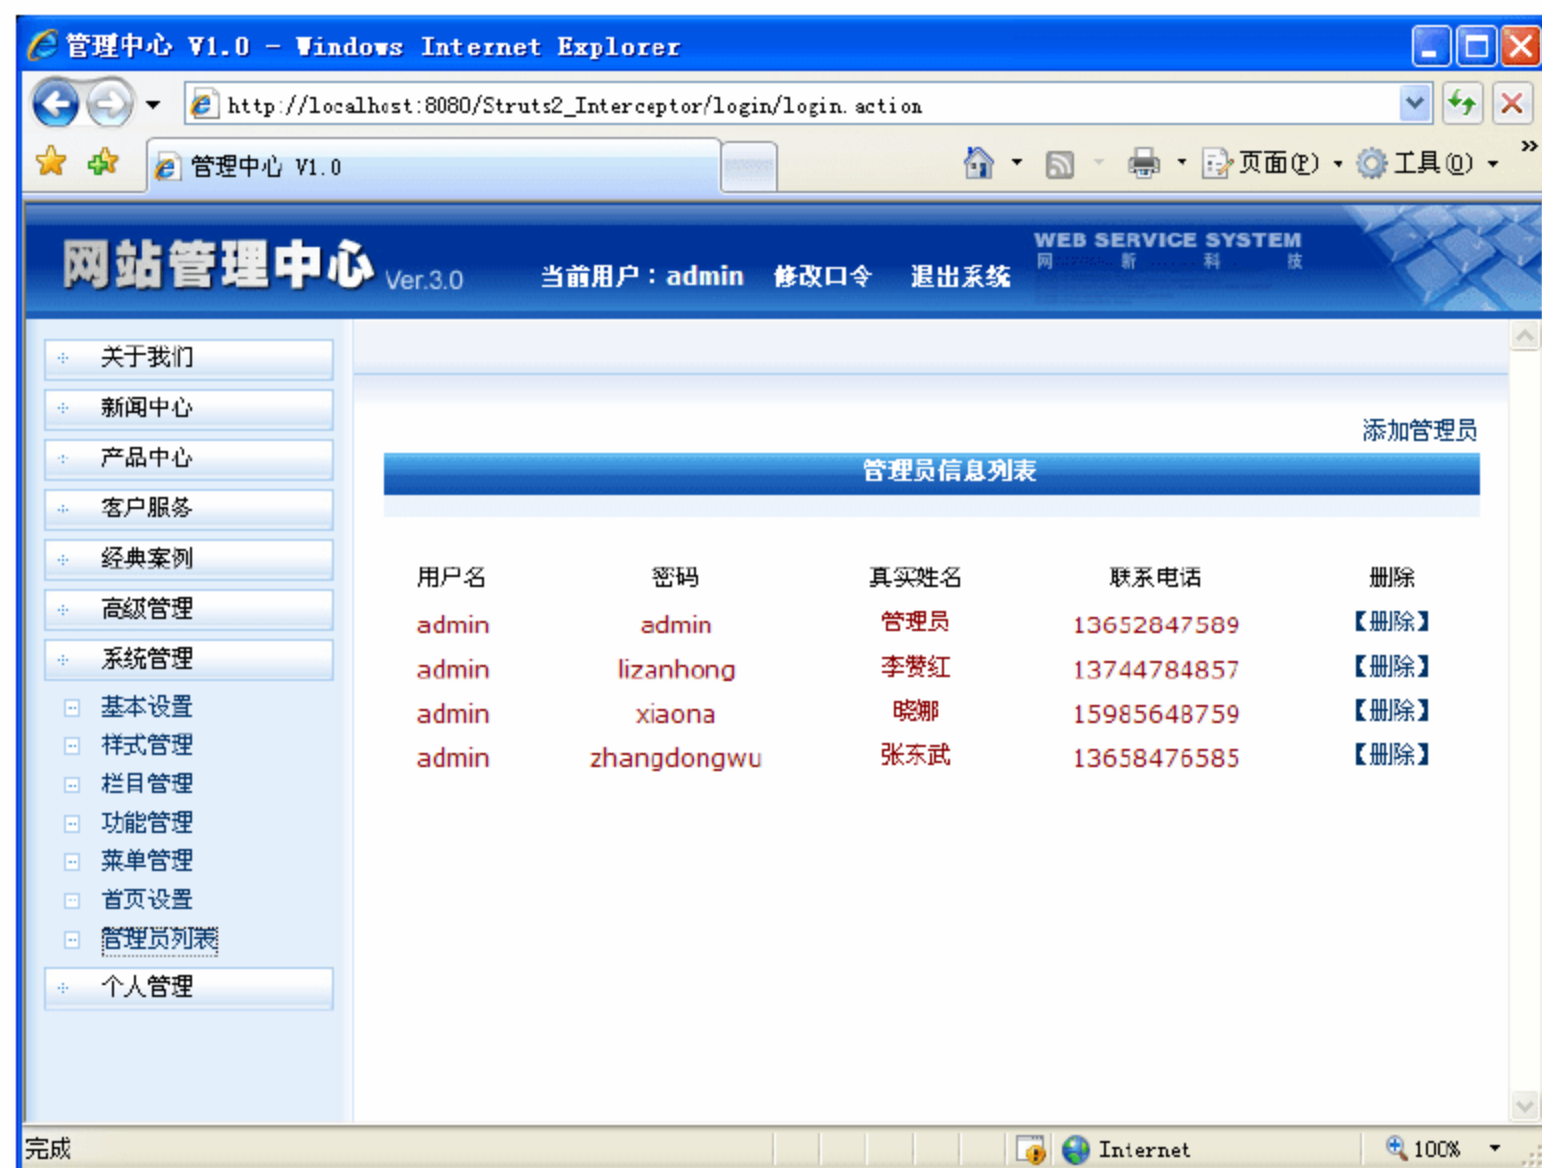 管理中心 V1.0 - Windows Internet Explorer
http://localhost:8080/Struts2_Interceptor/login/login.action
管理中心 V1.0
页面(P)
工具(O)
»
网站管理中心 Ver.3.0
当前用户：admin 修改口令 退出系统
WEB SERVICE SYSTEM
网 新 科 技
关于我们
新闻中心
产品中心
客户服务
经典案例
高级管理
系统管理
基本设置
样式管理
栏目管理
功能管理
菜单管理
首页设置
管理员列表
个人管理
添加管理员
管理员信息列表
用户名 密码 真实姓名 联系电话 删除
admin admin 管理员 13652847589 【删除】
admin lizanhong 李赞红 13744784857 【删除】
admin xiaona 晓娜 15985648759 【删除】
admin zhangdongwu 张东武 13658476585 【删除】
完成
Internet
100%